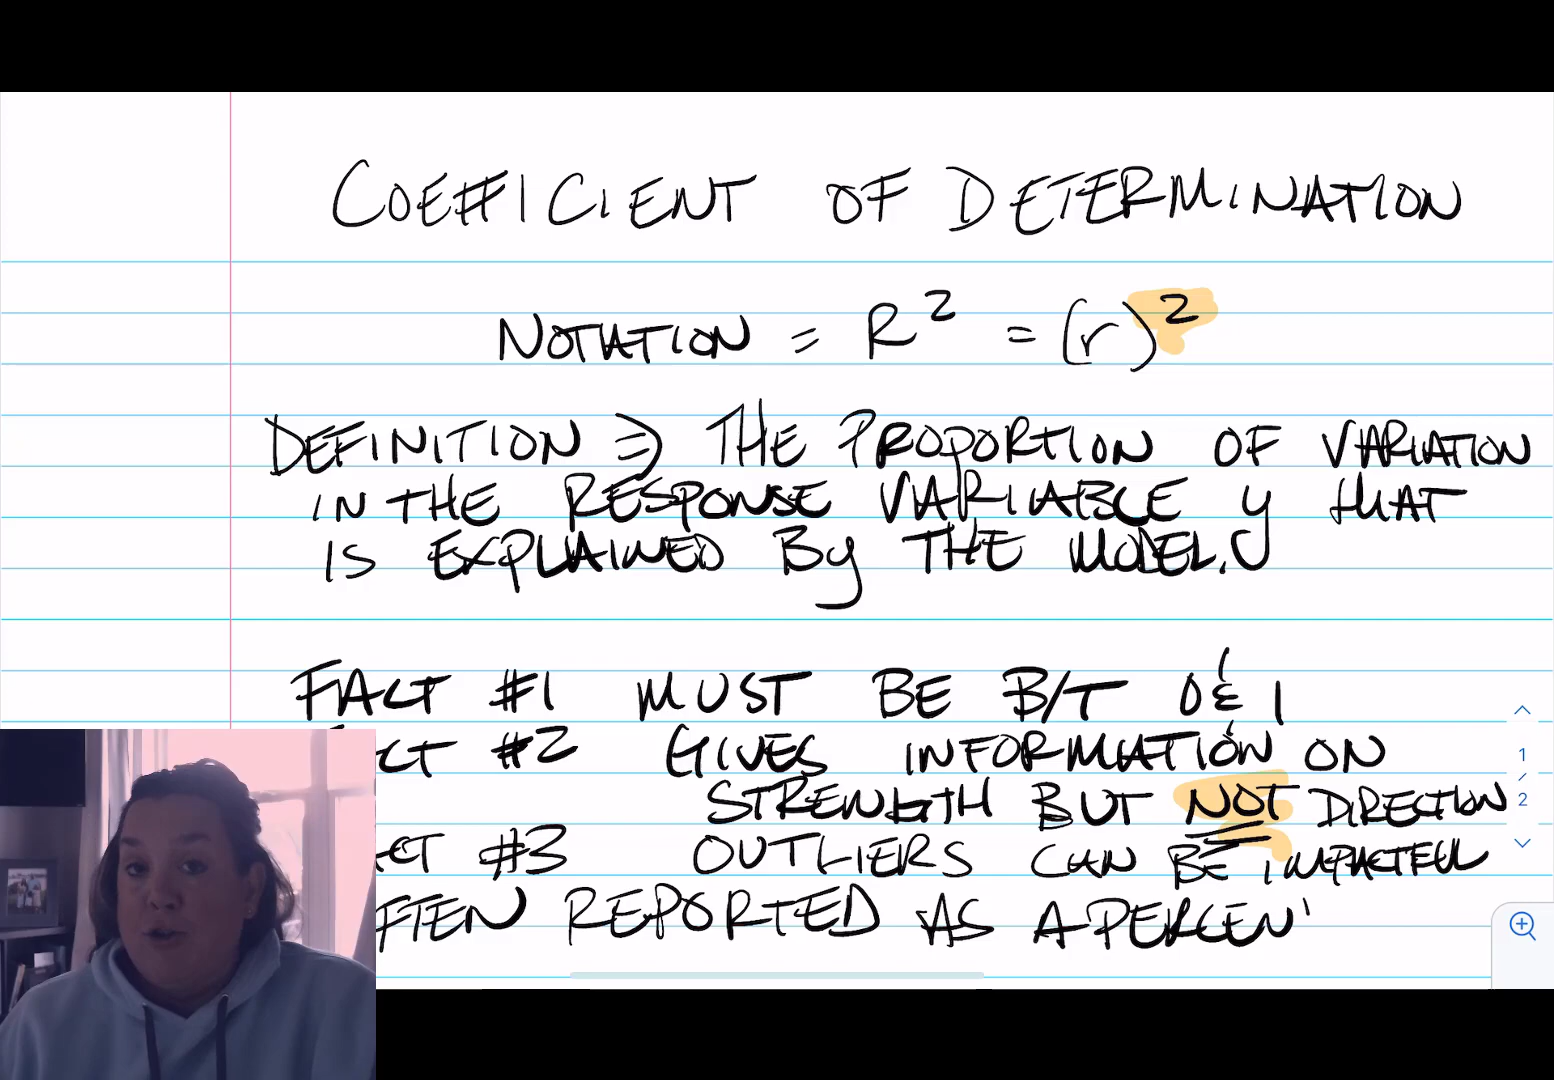 COEFFICIENT OF DETERMINATION
NOTATION = R² = (r)²
DEFINITION ⇒ THE PROPORTION OF VARIATION
IN THE RESPONSE VARIABLE y that
IS EXPLAINED By THE MODEL.
FACT #1 MUST BE B/T 0 & 1
CT #2 GIVES INFORMATION ON
STRENGTH BUT NOT DIRECTION
CT #3 OUTLIERS CAN BE IMPACTFUL
FTEN REPORTED AS A PERCEN
1
/
2